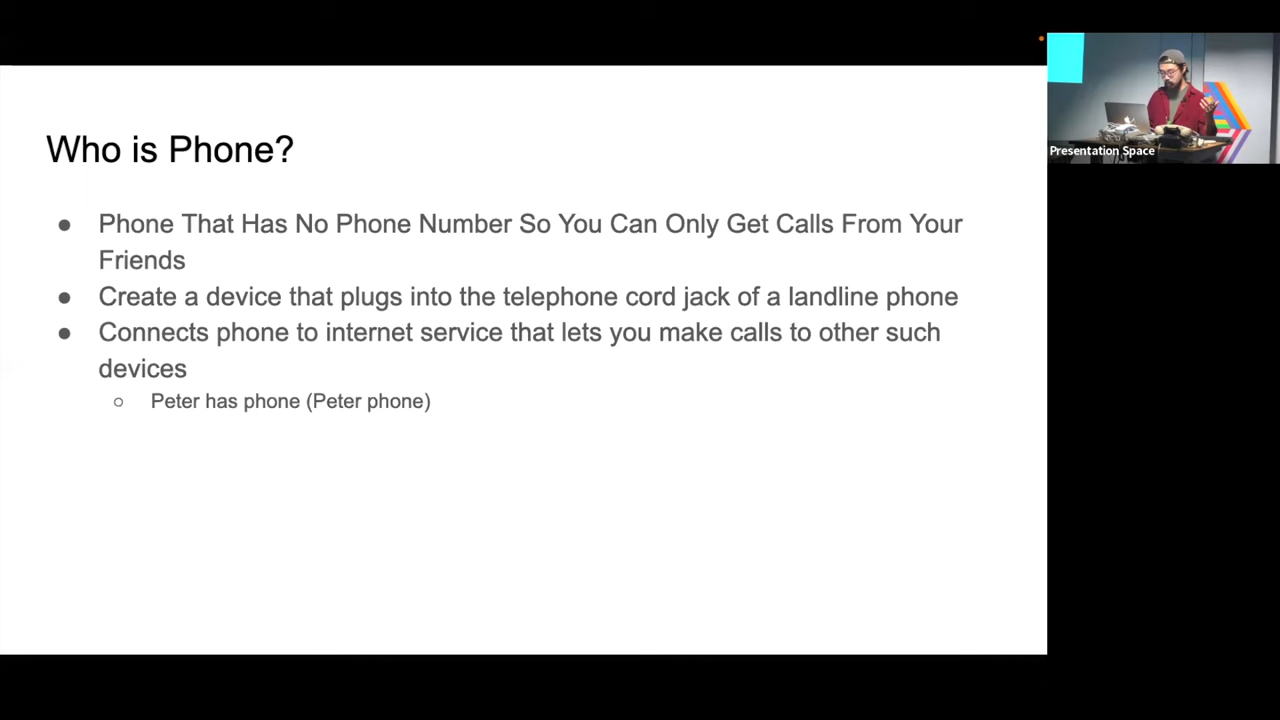 Who is Phone?
● Phone That Has No Phone Number So You Can Only Get Calls From Your
Friends
● Create a device that plugs into the telephone cord jack of a landline phone
● Connects phone to internet service that lets you make calls to other such
devices
○ Peter has phone (Peter phone)
Presentation Space